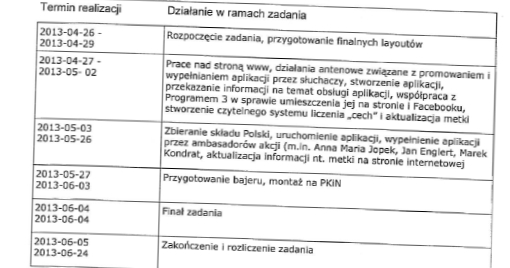 Termin realizacji Działanie w ramach zadania
2013-04-26 -
2013-04-29
Rozpoczęcie zadania, przygotowanie finalnych layoutów
2013-04-27 -
2013-05- 02
Prace nad stroną www, działania antenowe związane z promowaniem i
wypełnianiem aplikacji przez słuchaczy, stworzenie aplikacji,
przekazanie informacji na temat obsługi aplikacji, współpraca z
Programem 3 w sprawie umieszczenia jej na stronie i Facebooku,
stworzenie czytelnego systemu liczenia „cech" i aktualizacja metki
2013-05-03
2013-05-26
Zbieranie składu Polski, uruchomienie aplikacji, wypełnienie aplikacji
przez ambasadorów akcji (m.in. Anna Maria Jopek, Jan Englert, Marek
Kondrat, aktualizacja informacji nt. metki na stronie internetowej
2013-05-27
2013-06-03
Przygotowanie bajeru, montaż na PKiN
2013-06-04
2013-06-04
Finał zadania
2013-06-05
2013-06-24
Zakończenie i rozliczenie zadania